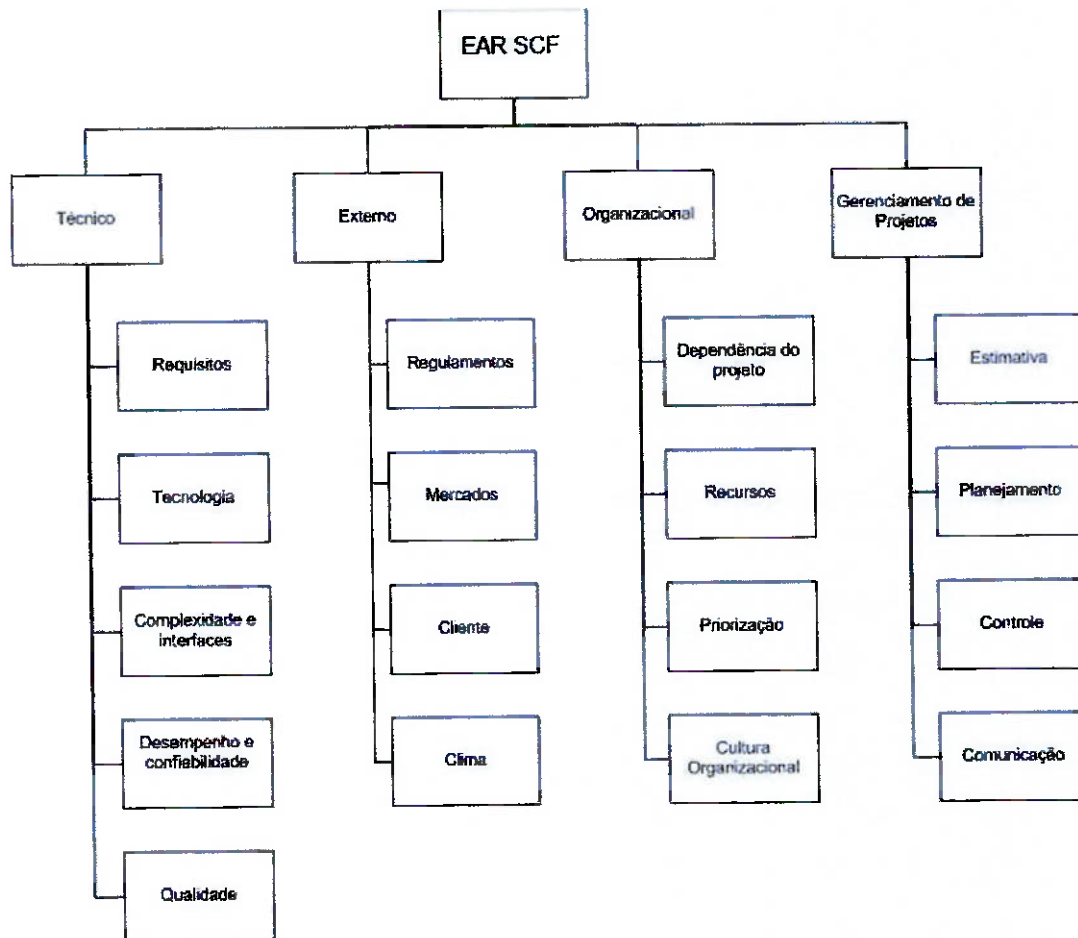 EAR SCF
Técnico
Externo
Organizacional
Gerenciamento de
Projetos
Requisitos
Regulamentos
Dependência do
projeto
Estimativa
Tecnologia
Mercados
Recursos
Planejamento
Complexidade e
interfaces
Cliente
Priorização
Controle
Desempenho e
confiabilidade
Clima
Cultura
Organizacional
Comunicação
Qualidade